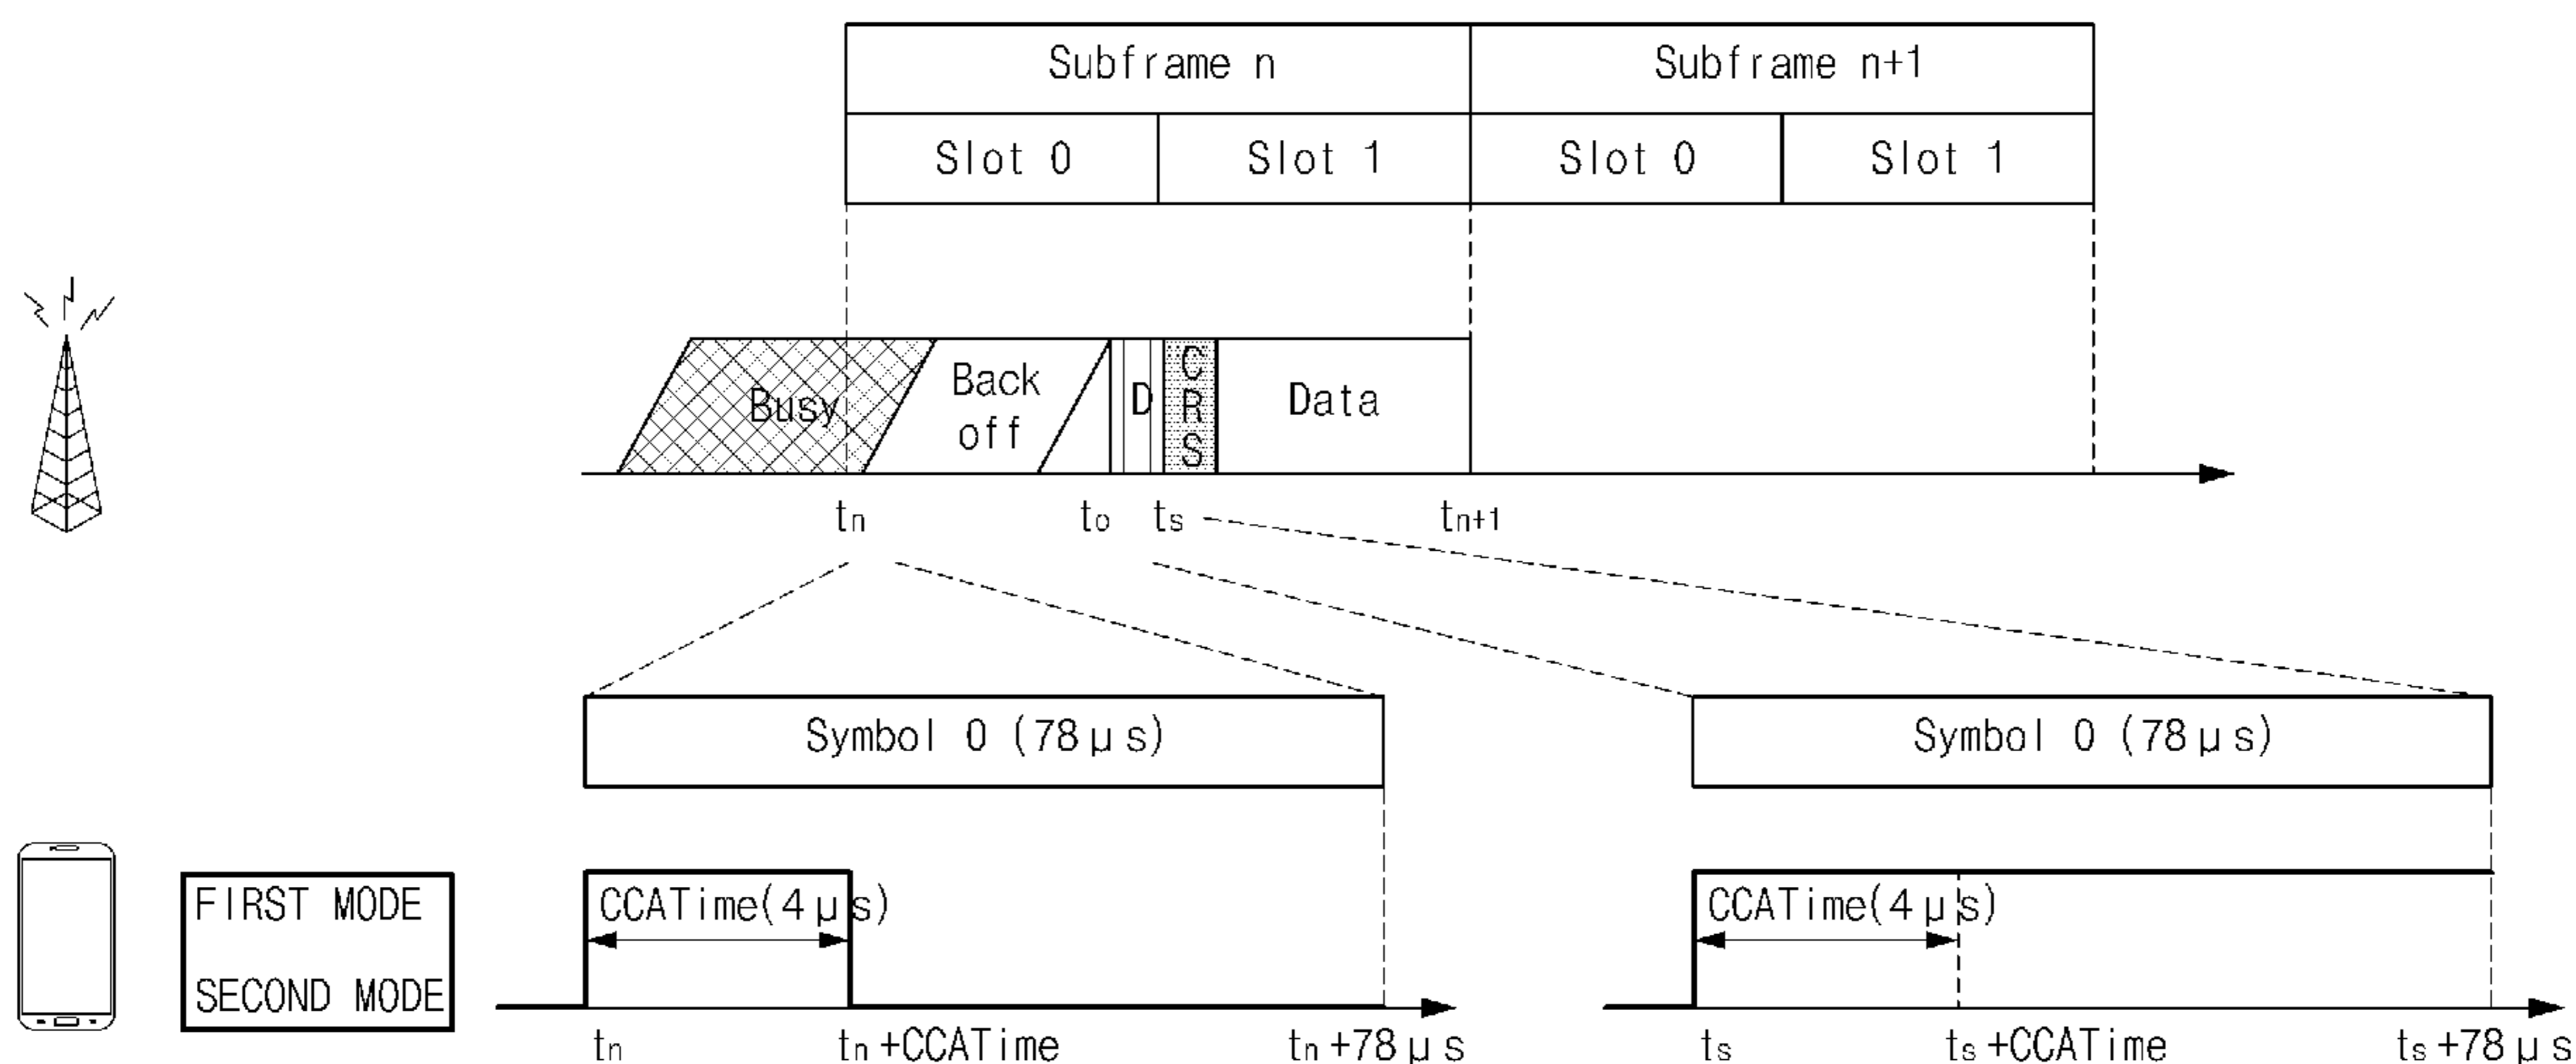 Subframe n Subframe n+1
Slot 0 Slot 1 Slot 0 Slot 1
Busy
Back
off
D
C
R
S
Data
tn to ts tn+1
Symbol 0 (78μs) Symbol 0 (78μs)
FIRST MODE
SECOND MODE
CCATime(4μs) CCATime(4μs)
tn tn+CCATime tn+78μs ts ts+CCATime ts+78μs